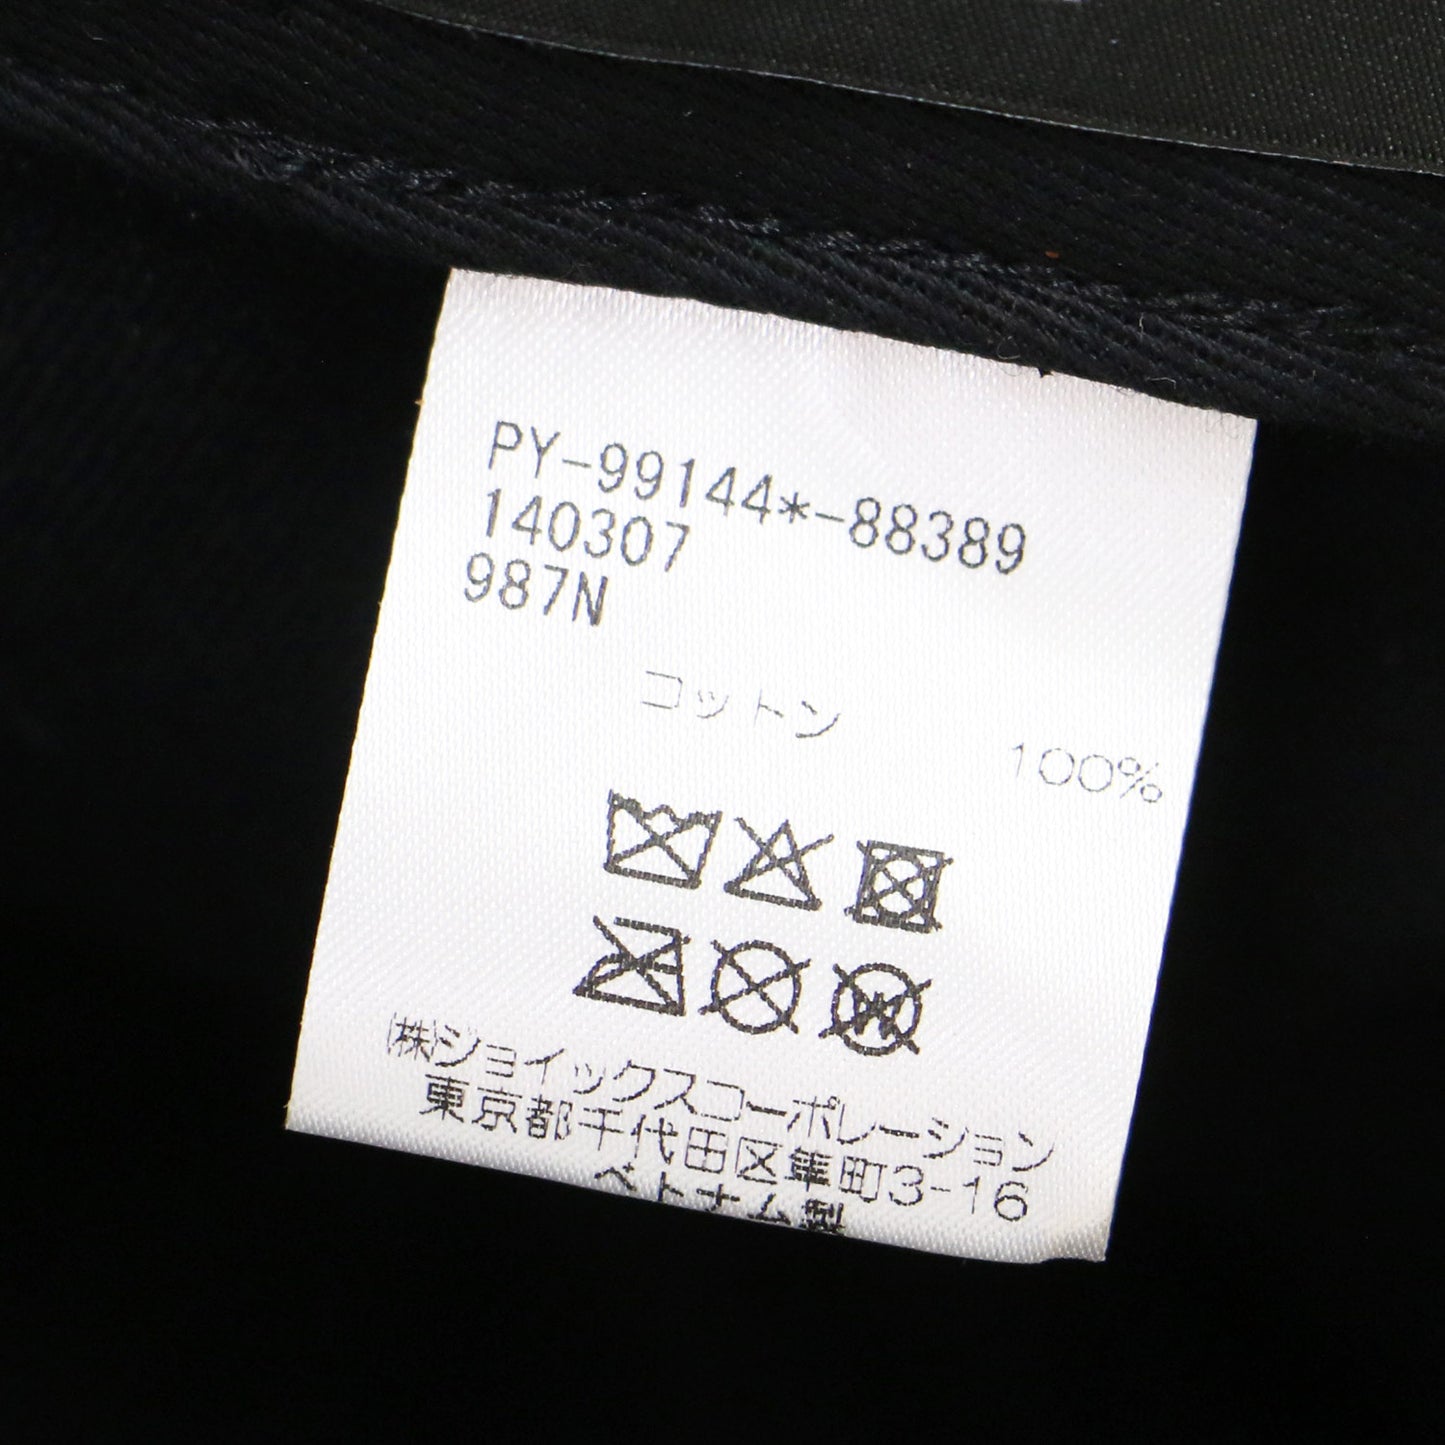 PY-99144*-88389
140307
987N
コットン 100%
(株)ジョイックスコーポレーション
東京都千代田区隼町3-16
ベトナム製